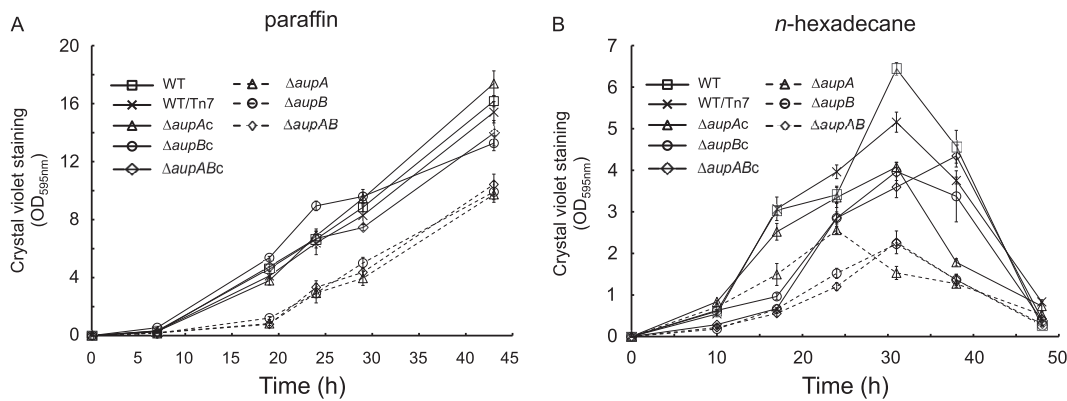 A
paraffin
Crystal violet staining
(OD595nm)
20
16
12
8
4
0
WT
WT/Tn7
ΔaupAc
ΔaupBc
ΔaupABc
ΔaupA
ΔaupB
ΔaupAB
0 5 10 15 20 25 30 35 40 45
Time (h)
B
n-hexadecane
Crystal violet staining
(OD595nm)
7
6
5
4
3
2
1
0
WT
WT/Tn7
ΔaupAc
ΔaupBc
ΔaupABc
ΔaupA
ΔaupB
ΔaupAB
0 10 20 30 40 50
Time (h)